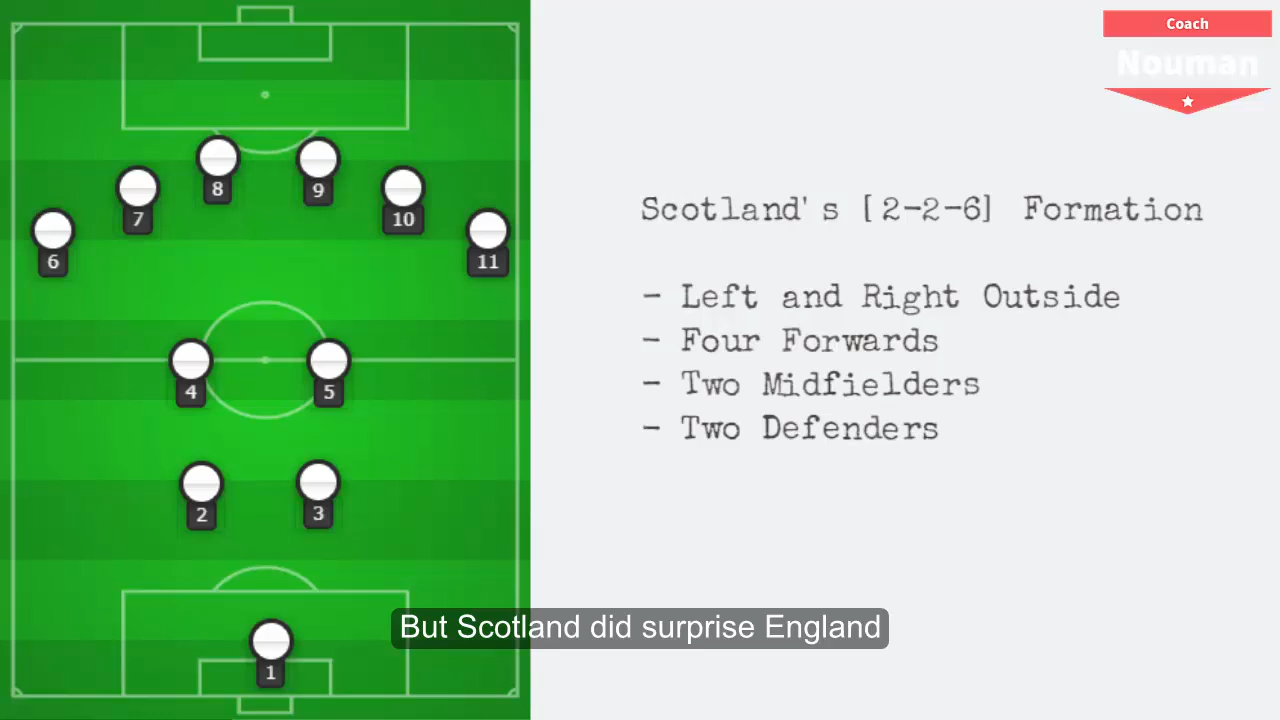 Coach
Nouman
8
9
7
10
6
11
Scotland's [2-2-6] Formation
- Left and Right Outside
- Four Forwards
- Two Midfielders
- Two Defenders
4
5
2
3
1
But Scotland did surprise England